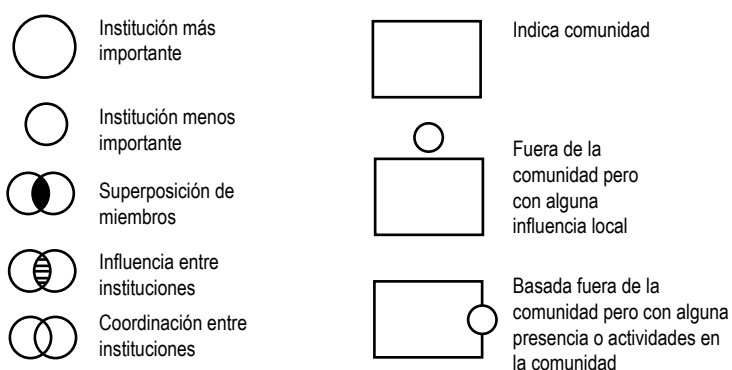 Institución más
importante
Institución menos
importante
Superposición de
miembros
Influencia entre
instituciones
Coordinación entre
instituciones
Indica comunidad
Fuera de la
comunidad pero
con alguna
influencia local
Basada fuera de la
comunidad pero con alguna
presencia o actividades en
la comunidad